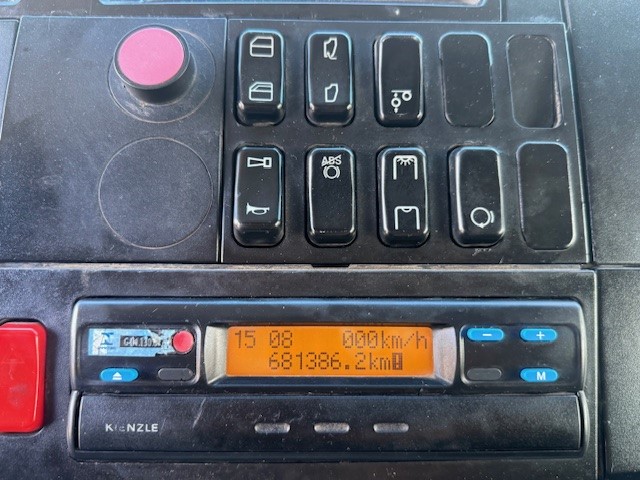 ABS
15 08 000km/h
681386.2km
M
KIENZLE